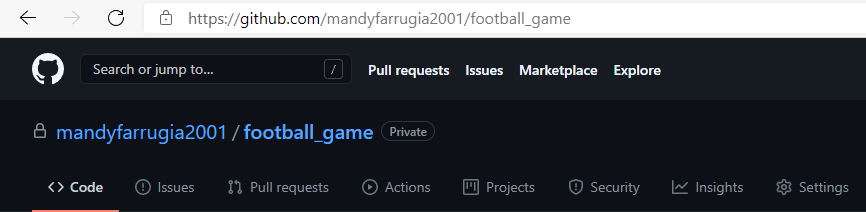 https://github.com/mandyfarrugia2001/football_game
Search or jump to... / Pull requests Issues Marketplace Explore
mandyfarrugia2001 / football_game Private
Code Issues Pull requests Actions Projects Security Insights Settings